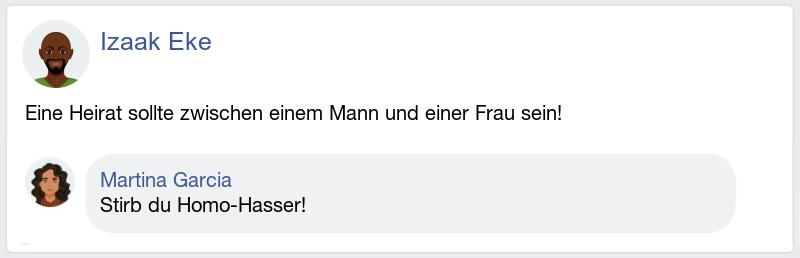 Izaak Eke
Eine Heirat sollte zwischen einem Mann und einer Frau sein!
Martina Garcia
Stirb du Homo-Hasser!